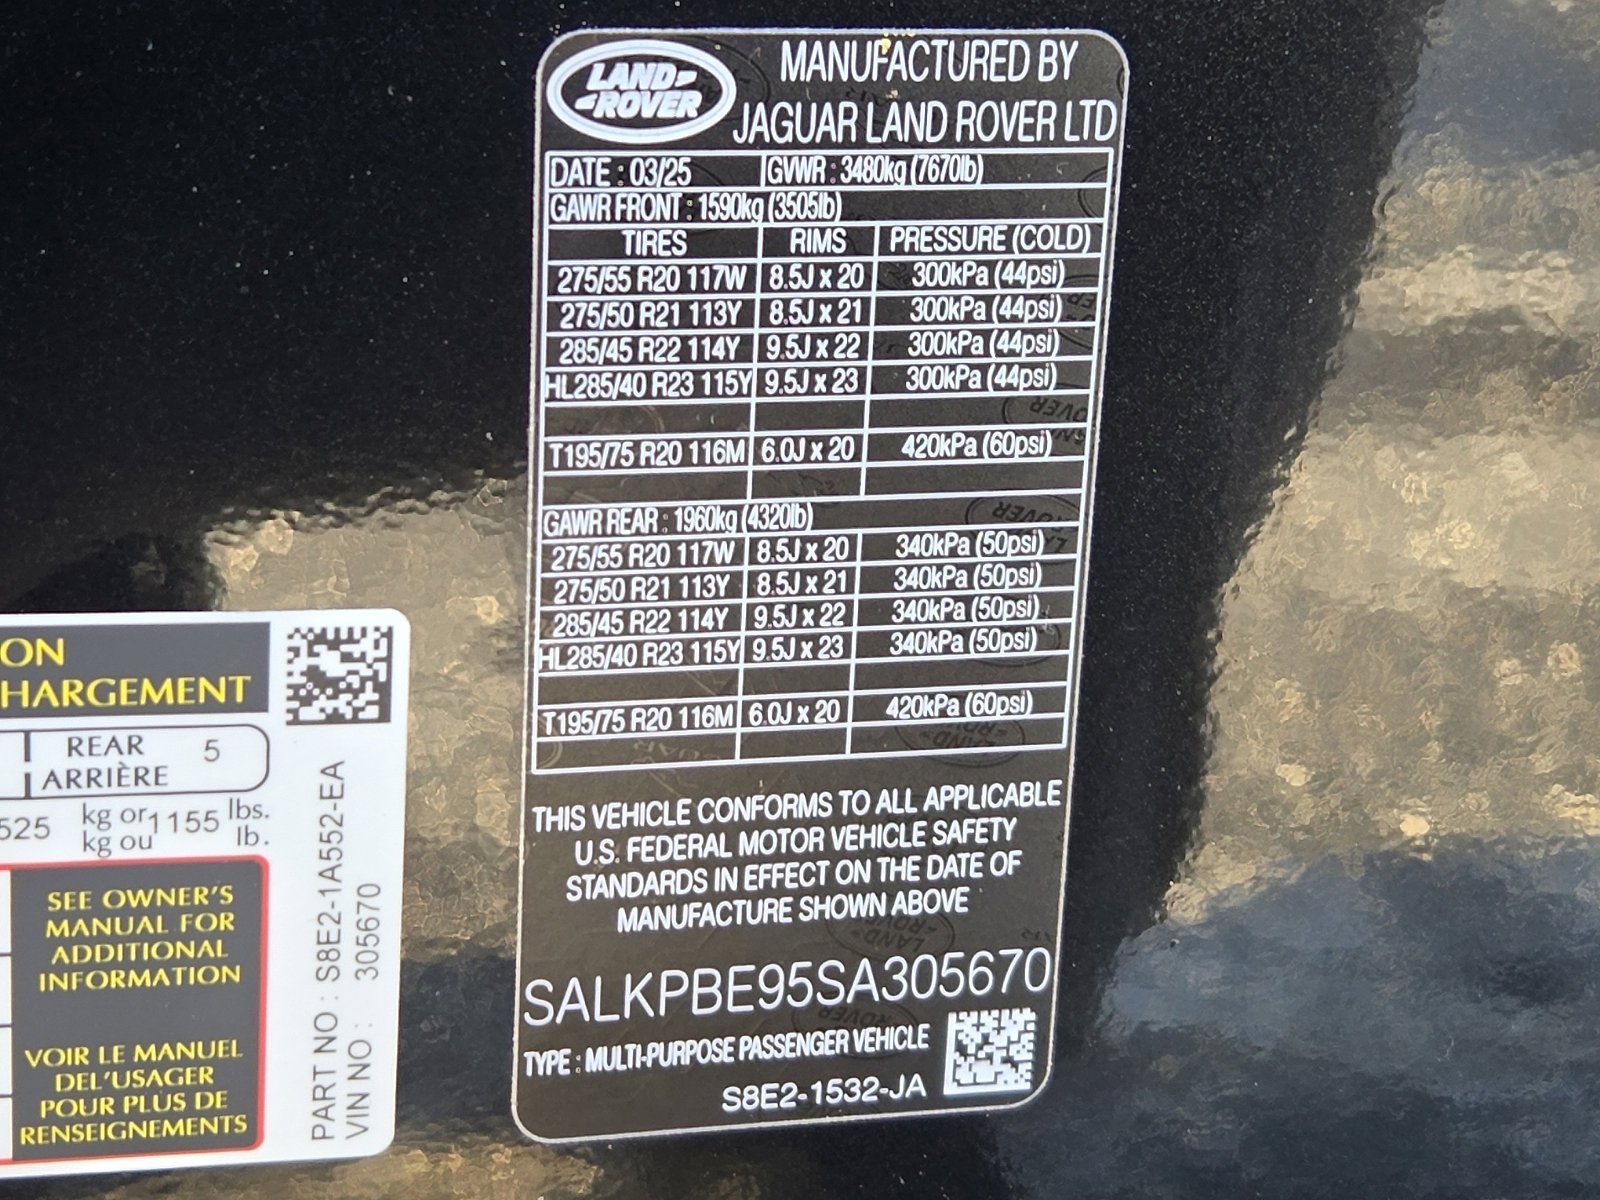 LAND-
-ROVER
MANUFACTURED BY
JAGUAR LAND ROVER LTD
DATE : 03/25 GVWR : 3480kg (7670lb)
GAWR FRONT : 1590kg (3505lb)
TIRES RIMS PRESSURE (COLD)
275/55 R20 117W 8.5J x 20 300kPa (44psi)
275/50 R21 113Y 8.5J x 21 300kPa (44psi)
285/45 R22 114Y 9.5J x 22 300kPa (44psi)
HL285/40 R23 115Y 9.5J x 23 300kPa (44psi)
T195/75 R20 116M 6.0J x 20 420kPa (60psi)
GAWR REAR : 1960kg (4320lb)
275/55 R20 117W 8.5J x 20 340kPa (50psi)
275/50 R21 113Y 8.5J x 21 340kPa (50psi)
285/45 R22 114Y 9.5J x 22 340kPa (50psi)
HL285/40 R23 115Y 9.5J x 23 340kPa (50psi)
T195/75 R20 116M 6.0J x 20 420kPa (60psi)
THIS VEHICLE CONFORMS TO ALL APPLICABLE
U.S. FEDERAL MOTOR VEHICLE SAFETY
STANDARDS IN EFFECT ON THE DATE OF
MANUFACTURE SHOWN ABOVE
SALKPBE95SA305670
TYPE : MULTI-PURPOSE PASSENGER VEHICLE
S8E2-1532-JA
ON
HARGEMENT
REAR 5
ARRIÈRE
525 kg or 1155 lbs.
kg ou lb.
SEE OWNER'S
MANUAL FOR
ADDITIONAL
INFORMATION
VOIR LE MANUEL
DEL'USAGER
POUR PLUS DE
RENSEIGNEMENTS
PART NO : S8E2-1A552-EA
VIN NO : 305670